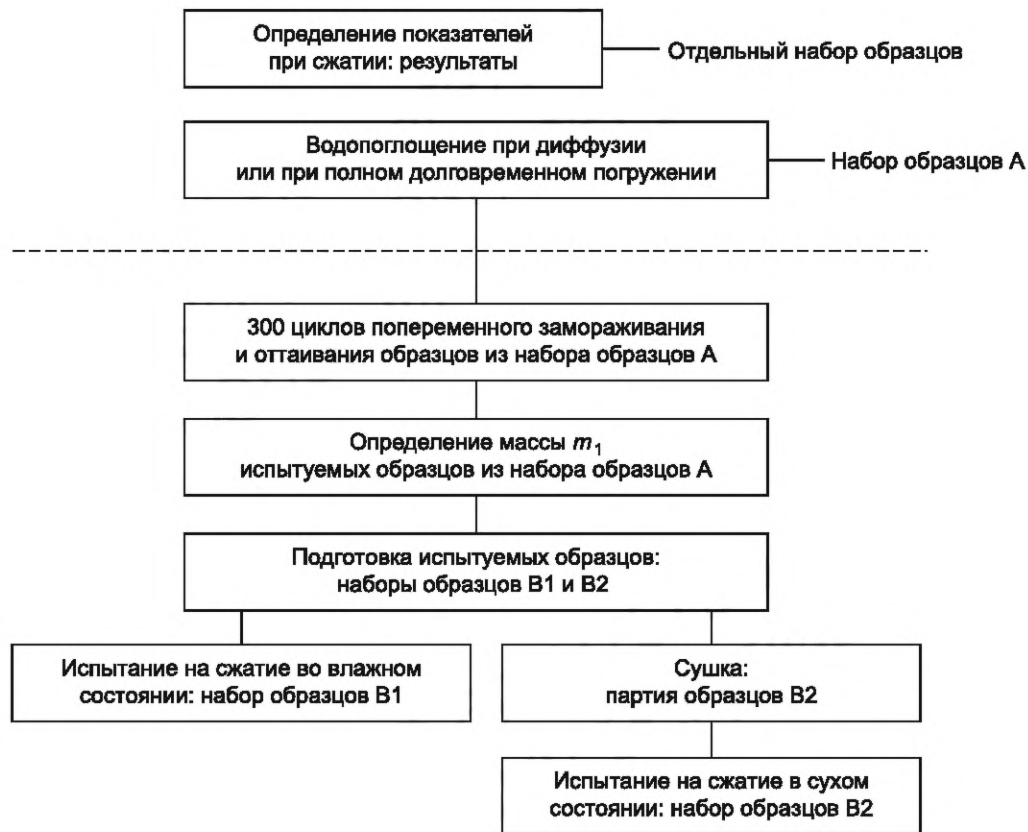 Определение показателей
при сжатии: результаты
Отдельный набор образцов
Водопоглощение при диффузии
или при полном долговременном погружении
Набор образцов А
300 циклов попеременного замораживания
и оттаивания образцов из набора образцов А
Определение массы m₁
испытуемых образцов из набора образцов А
Подготовка испытуемых образцов:
наборы образцов В1 и В2
Испытание на сжатие во влажном
состоянии: набор образцов В1
Сушка:
партия образцов В2
Испытание на сжатие в сухом
состоянии: набор образцов В2